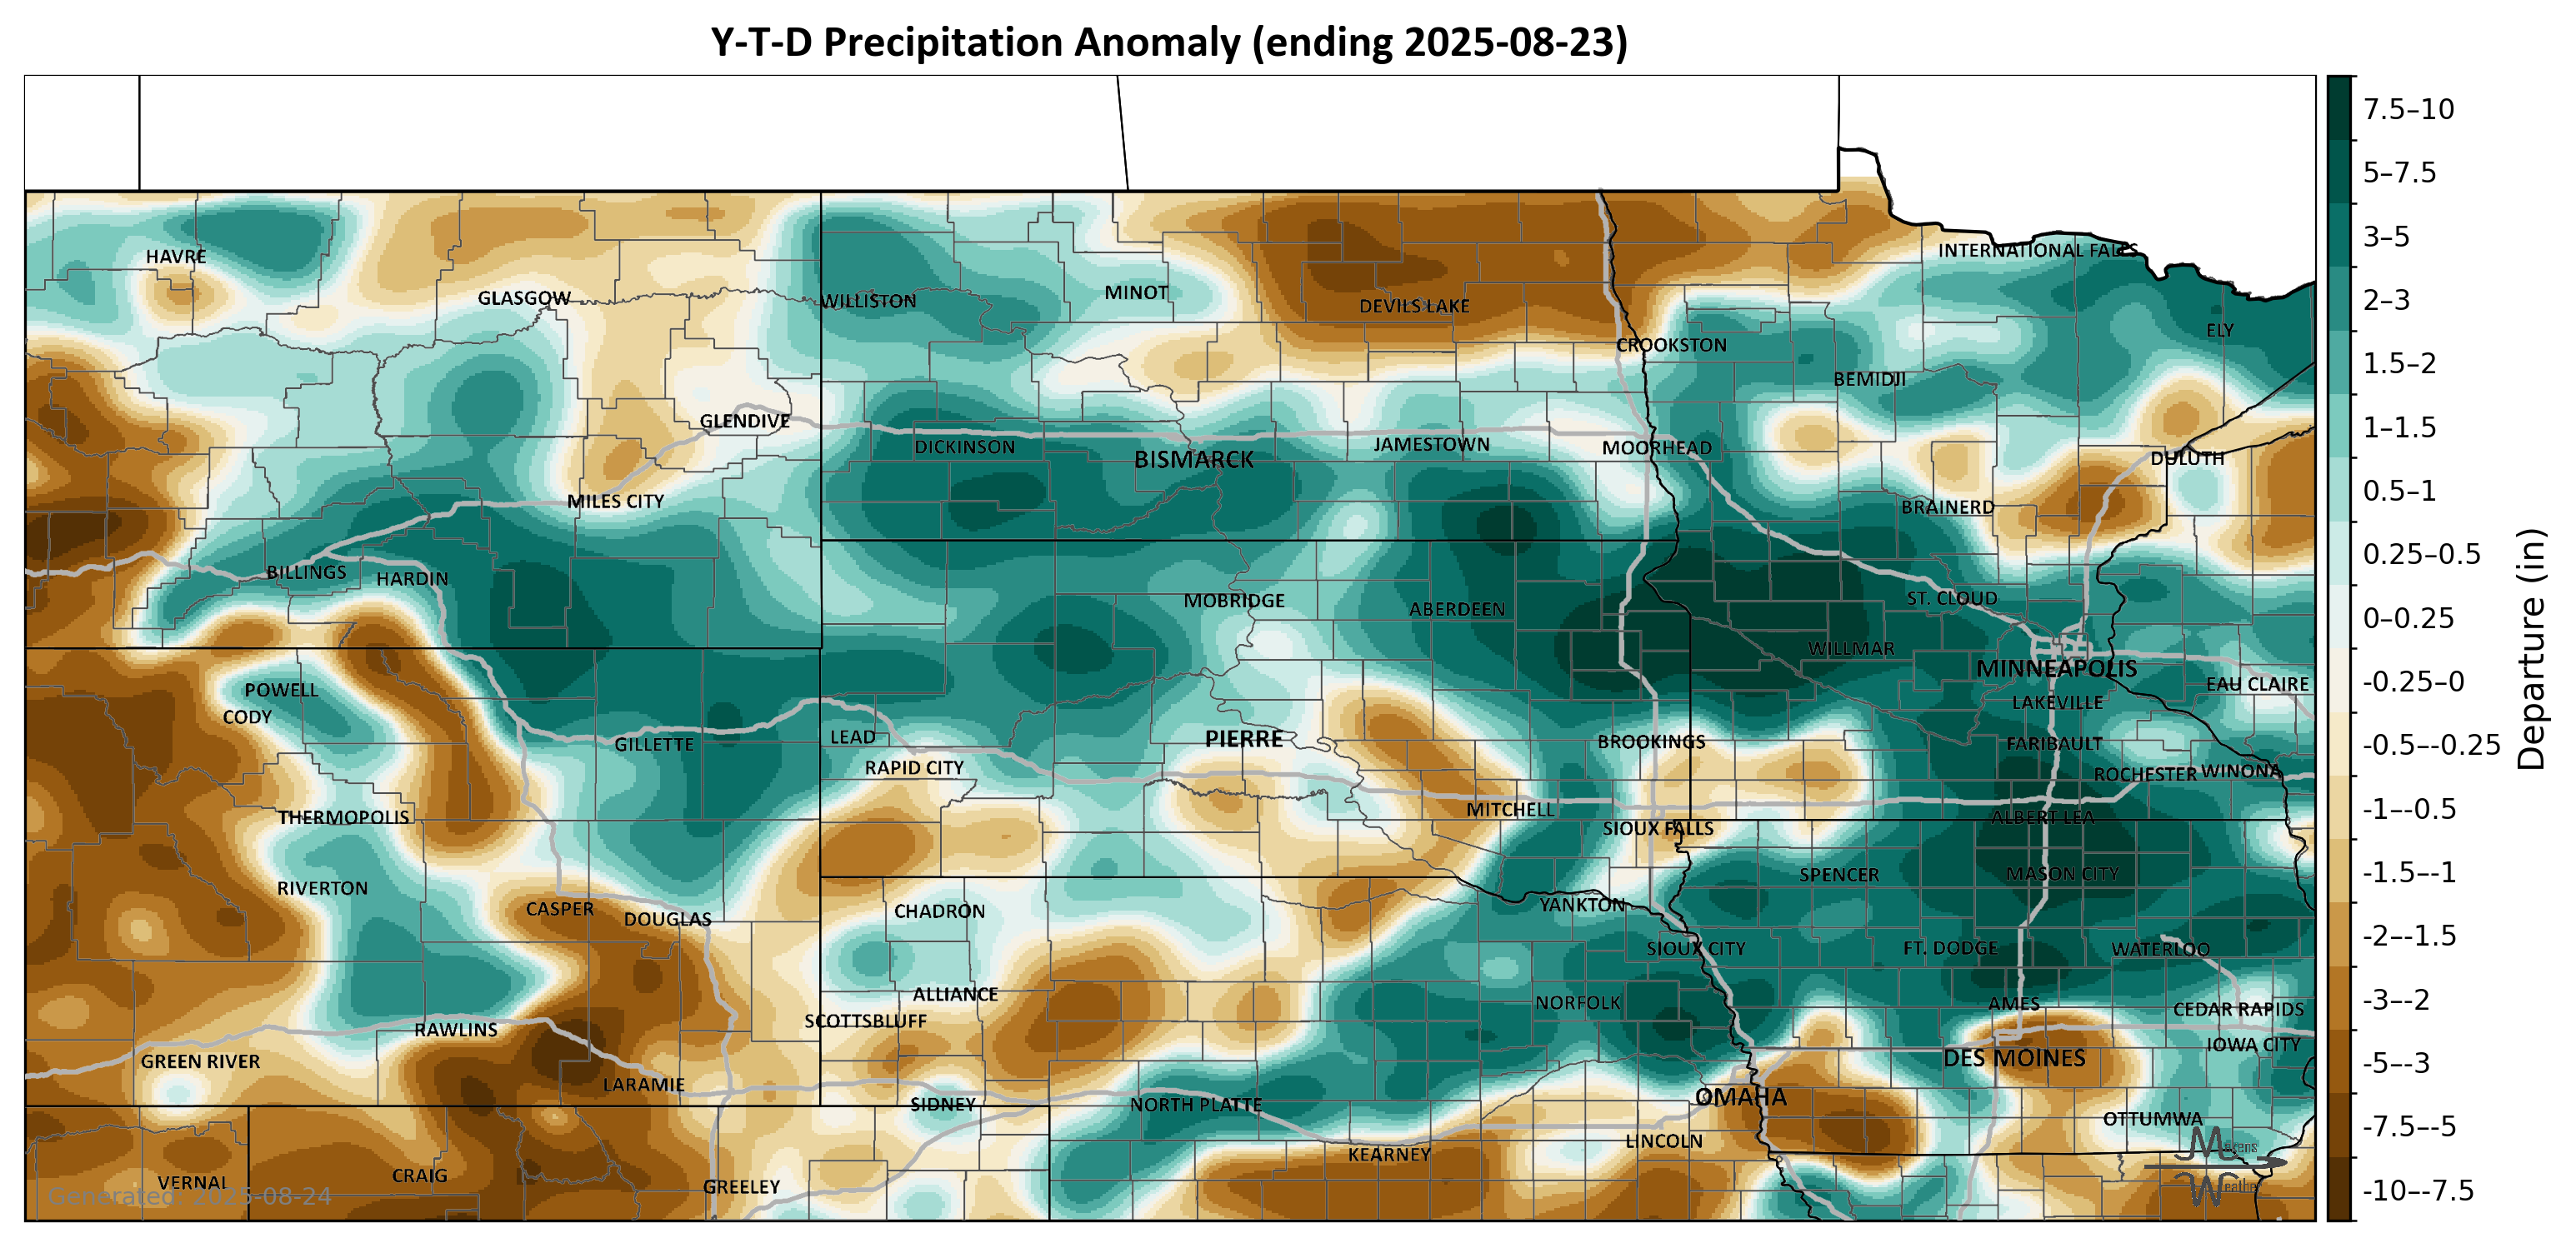 Y-T-D Precipitation Anomaly (ending 2025-08-23)
7.5–10
5–7.5
3–5
2–3
1.5–2
1–1.5
0.5–1
0.25–0.5
0–0.25
-0.25–0
-0.5–-0.25
-1–-0.5
-1.5–-1
-2–-1.5
-3–-2
-5–-3
-7.5–-5
-10–-7.5
Departure (in)
HAVRE
INTERNATIONAL FALLS
GLASGOW
WILLISTON
MINOT
DEVILS LAKE
ELY
CROOKSTON
BEMIDJI
GLENDIVE
DICKINSON
BISMARCK
JAMESTOWN
MOORHEAD
DULUTH
MILES CITY
BRAINERD
BILLINGS
HARDIN
MOBRIDGE
ABERDEEN
ST. CLOUD
WILLMAR
MINNEAPOLIS
POWELL
EAU CLAIRE
CODY
LAKEVILLE
GILLETTE
LEAD
PIERRE
BROOKINGS
FARIBAULT
RAPID CITY
ROCHESTER
WINONA
THERMOPOLIS
MITCHELL
ALBERT LEA
SIOUX FALLS
RIVERTON
SPENCER
MASON CITY
CASPER
DOUGLAS
CHADRON
YANKTON
SIOUX CITY
FT. DODGE
WATERLOO
ALLIANCE
NORFOLK
AMES
CEDAR RAPIDS
SCOTTSBLUFF
RAWLINS
IOWA CITY
GREEN RIVER
DES MOINES
LARAMIE
SIDNEY
NORTH PLATTE
OMAHA
OTTUMWA
LINCOLN
KEARNEY
VERNAL
CRAIG
GREELEY
Generated: 2025-08-24
Weather